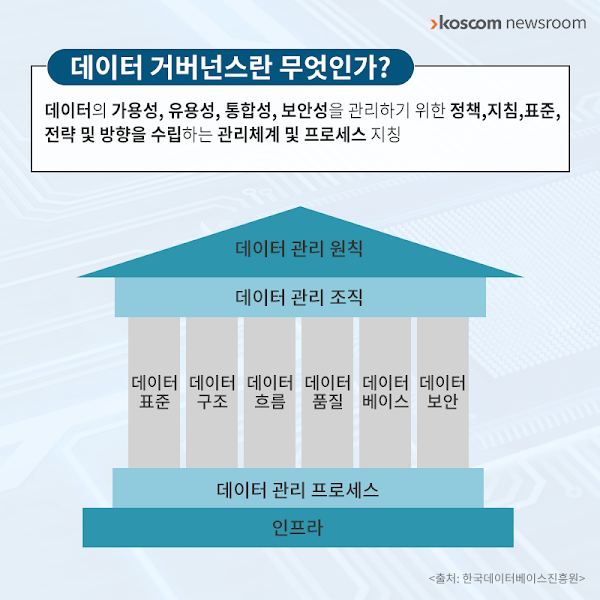 koscom newsroom
데이터 거버넌스란 무엇인가?
데이터의 가용성, 유용성, 통합성, 보안성을 관리하기 위한 정책,지침,표준,
전략 및 방향을 수립하는 관리체계 및 프로세스 지칭
데이터 관리 원칙
데이터 관리 조직
데이터 표준
데이터 구조
데이터 흐름
데이터 품질
데이터 베이스
데이터 보안
데이터 관리 프로세스
인프라
<출처: 한국데이터베이스진흥원>